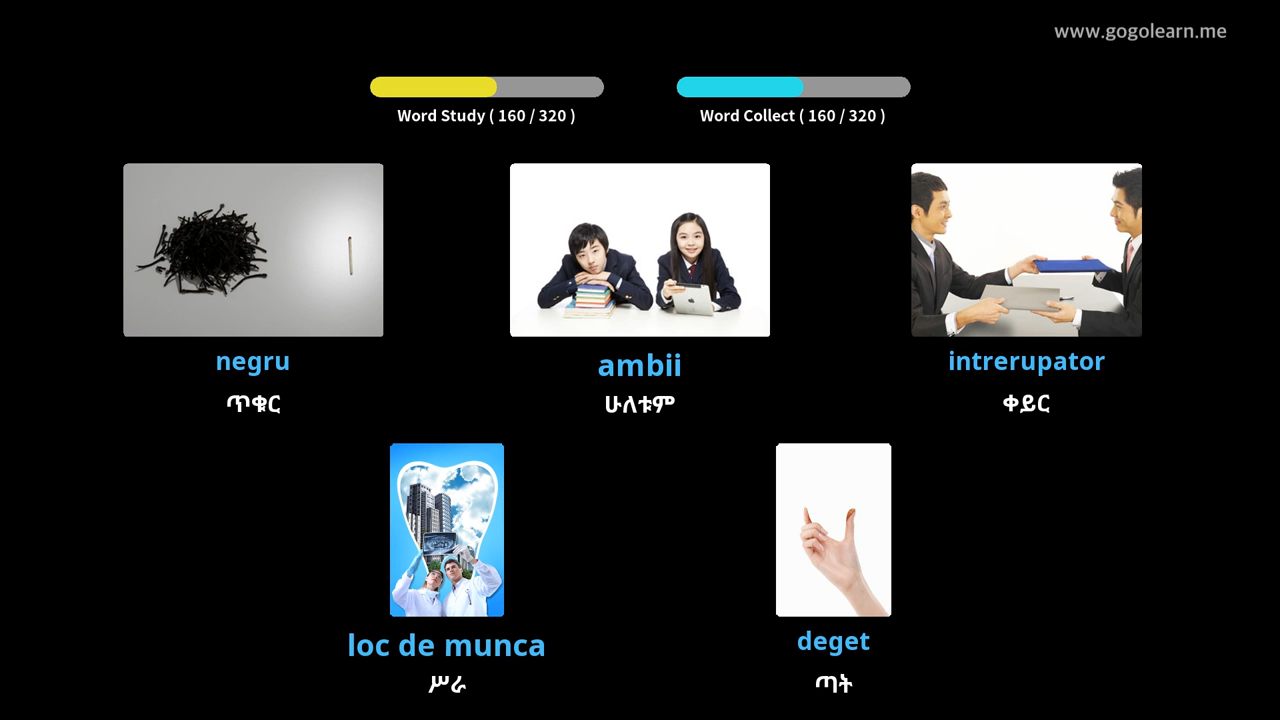 www.gogolearn.me
Word Study ( 160 / 320 )
Word Collect ( 160 / 320 )
negru
ambii
intrerupator
ጥቁር
ሁለቱም
ቀይር
loc de munca
deget
ሥራ
ጣት